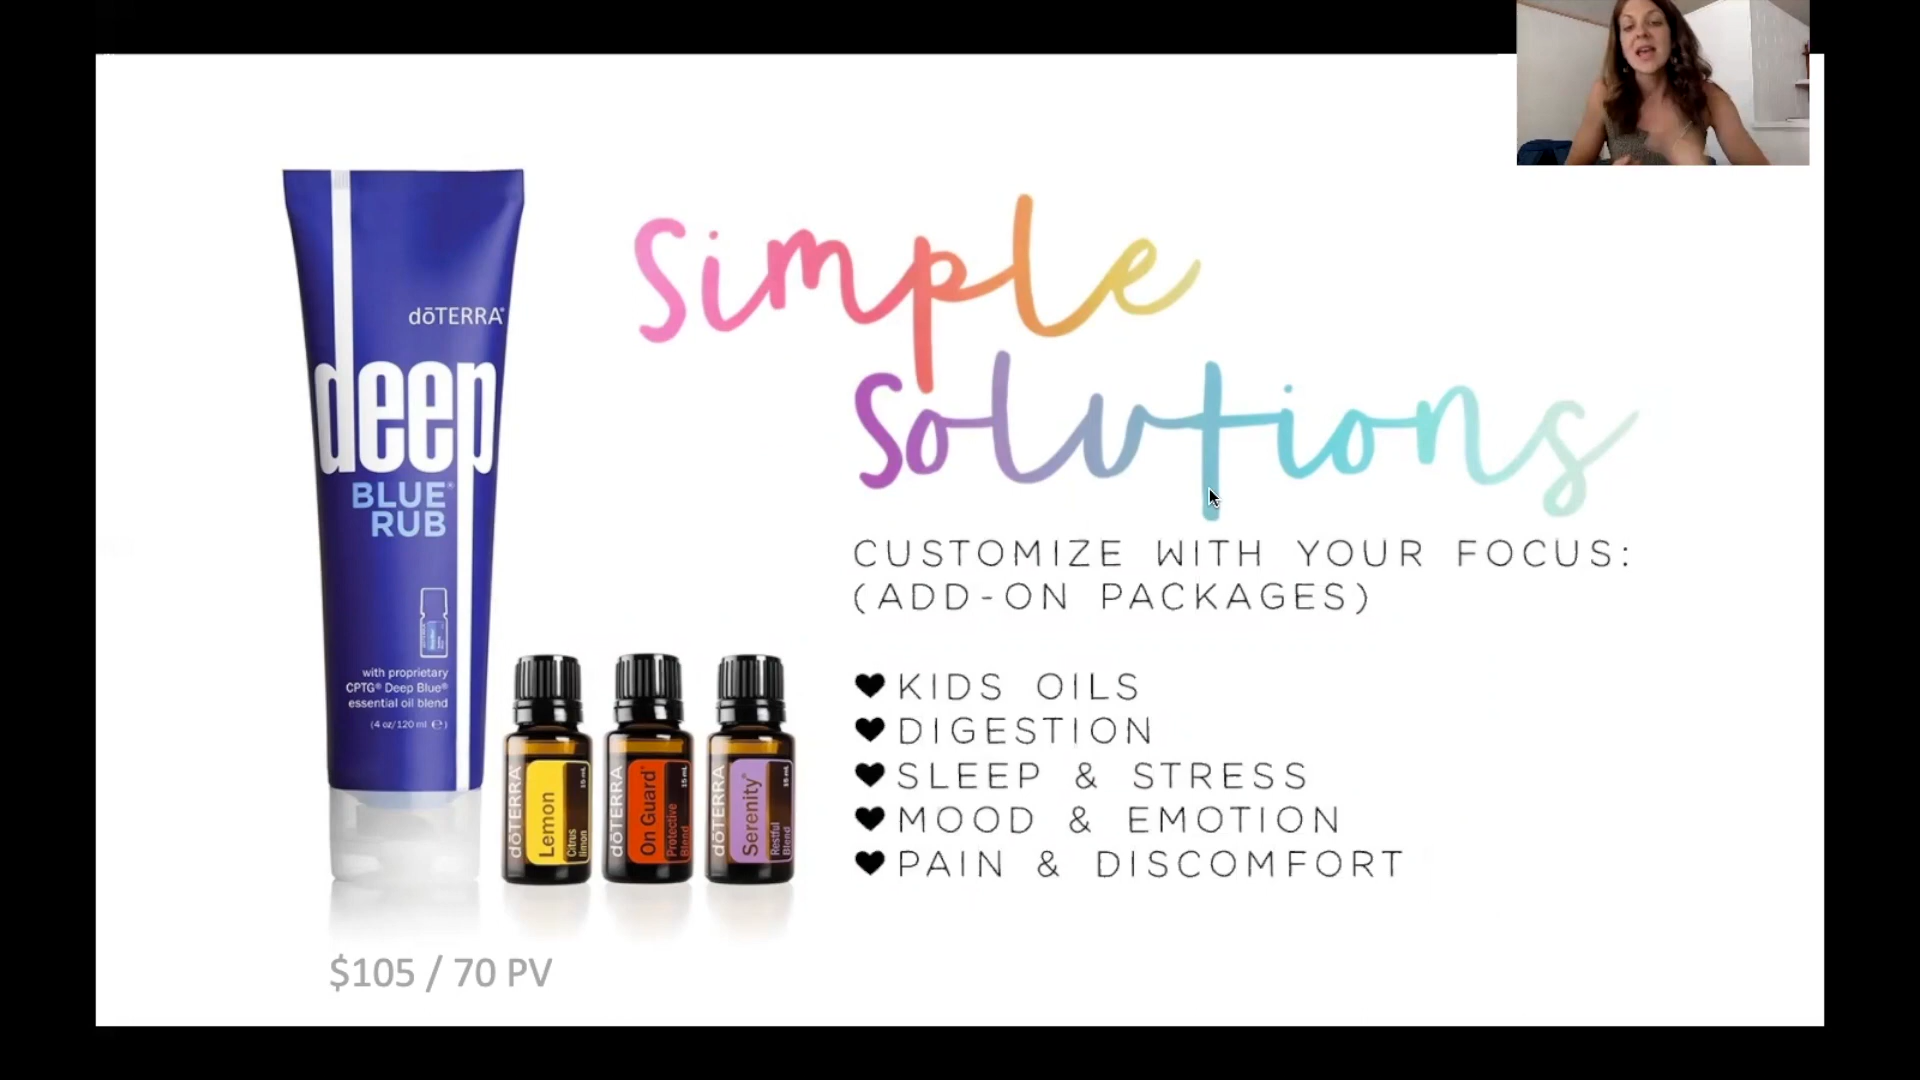 dōTERRA®
deep
BLUE®
RUB
with proprietary
CPTG® Deep Blue®
essential oil blend
(4 oz/120 ml ℮)
Simple
Solutions
CUSTOMIZE WITH YOUR FOCUS:
(ADD-ON PACKAGES)
♥KIDS OILS
♥DIGESTION
♥SLEEP & STRESS
♥MOOD & EMOTION
♥PAIN & DISCOMFORT
dōTERRA®
Lemon
Citrus
limon
15 mL
dōTERRA®
On Guard®
Protective
Blend
15 mL
dōTERRA®
Serenity®
Restful
Blend
15 mL
$105 / 70 PV